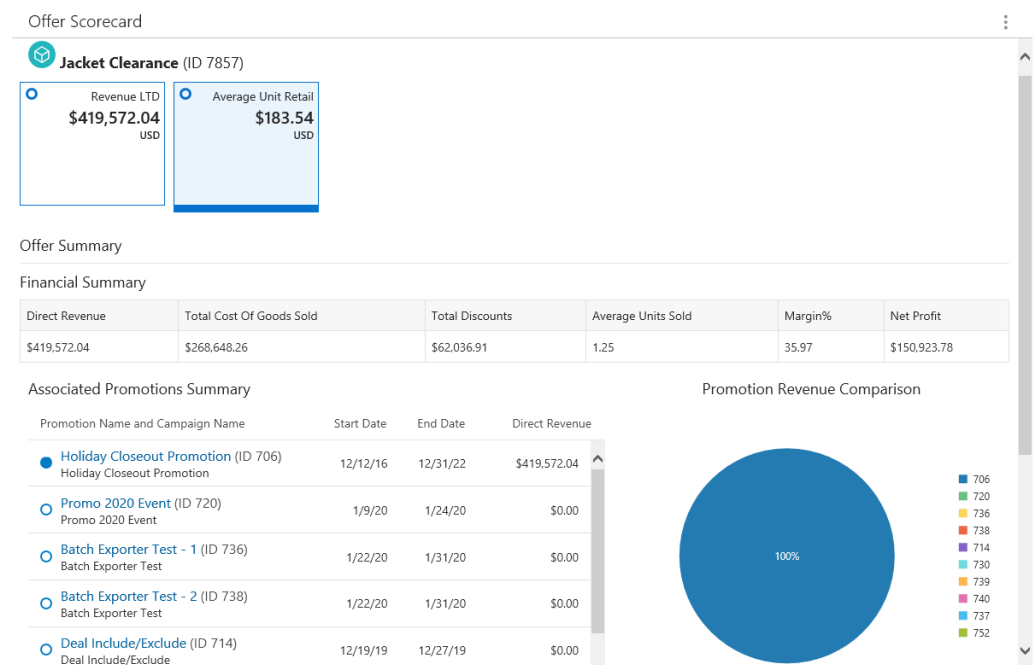 Offer Scorecard
Jacket Clearance (ID 7857)
Revenue LTD
$419,572.04
USD
Average Unit Retail
$183.54
USD
Offer Summary
Financial Summary
Direct Revenue Total Cost Of Goods Sold Total Discounts Average Units Sold Margin% Net Profit
$419,572.04 $268,648.26 $62,036.91 1.25 35.97 $150,923.78
Associated Promotions Summary
Promotion Name and Campaign Name Start Date End Date Direct Revenue
Holiday Closeout Promotion (ID 706) 12/12/16 12/31/22 $419,572.04
Holiday Closeout Promotion
Promo 2020 Event (ID 720) 1/9/20 1/24/20 $0.00
Promo 2020 Event
Batch Exporter Test - 1 (ID 736) 1/22/20 1/31/20 $0.00
Batch Exporter Test
Batch Exporter Test - 2 (ID 738) 1/22/20 1/31/20 $0.00
Batch Exporter Test
Deal Include/Exclude (ID 714) 12/19/19 12/27/19 $0.00
Deal Include/Exclude
Promotion Revenue Comparison
100%
706
720
736
738
714
730
739
740
737
752